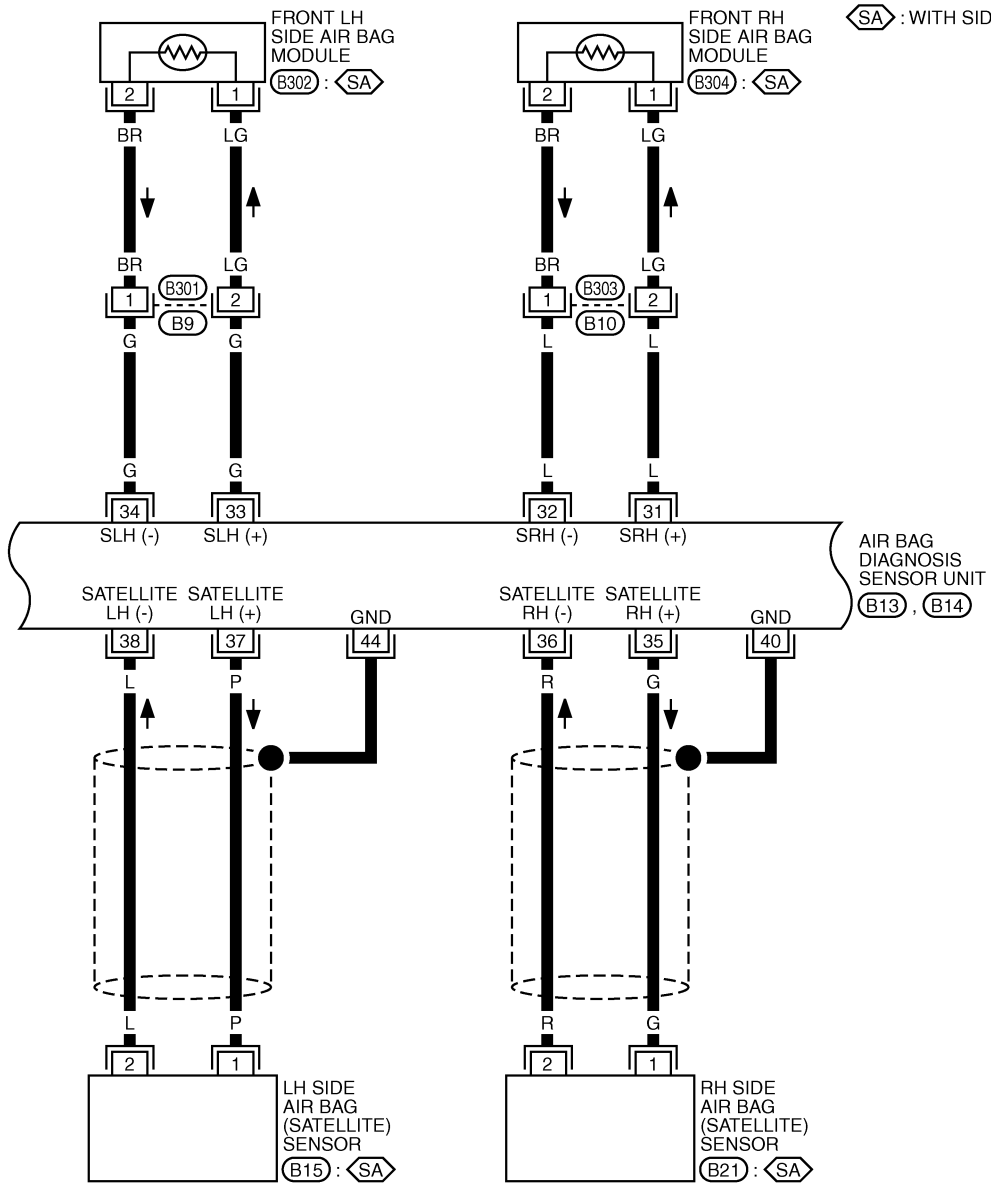 FRONT LH
SIDE AIR BAG
MODULE
B302 : SA
FRONT RH
SIDE AIR BAG
MODULE
B304 : SA
SA : WITH SID
2 1 2 1
BR LG BR LG
BR LG BR LG
1 B301 2 1 B303 2
B9 B10
G G L L
G G L L
34 33 32 31
SLH (-) SLH (+) SRH (-) SRH (+)
AIR BAG
DIAGNOSIS
SENSOR UNIT
B13 , B14
SATELLITE SATELLITE SATELLITE SATELLITE
LH (-) LH (+) GND RH (-) RH (+) GND
38 37 44 36 35 40
L P R G
L P R G
2 1 2 1
LH SIDE
AIR BAG
(SATELLITE)
SENSOR
B15 : SA
RH SIDE
AIR BAG
(SATELLITE)
SENSOR
B21 : SA